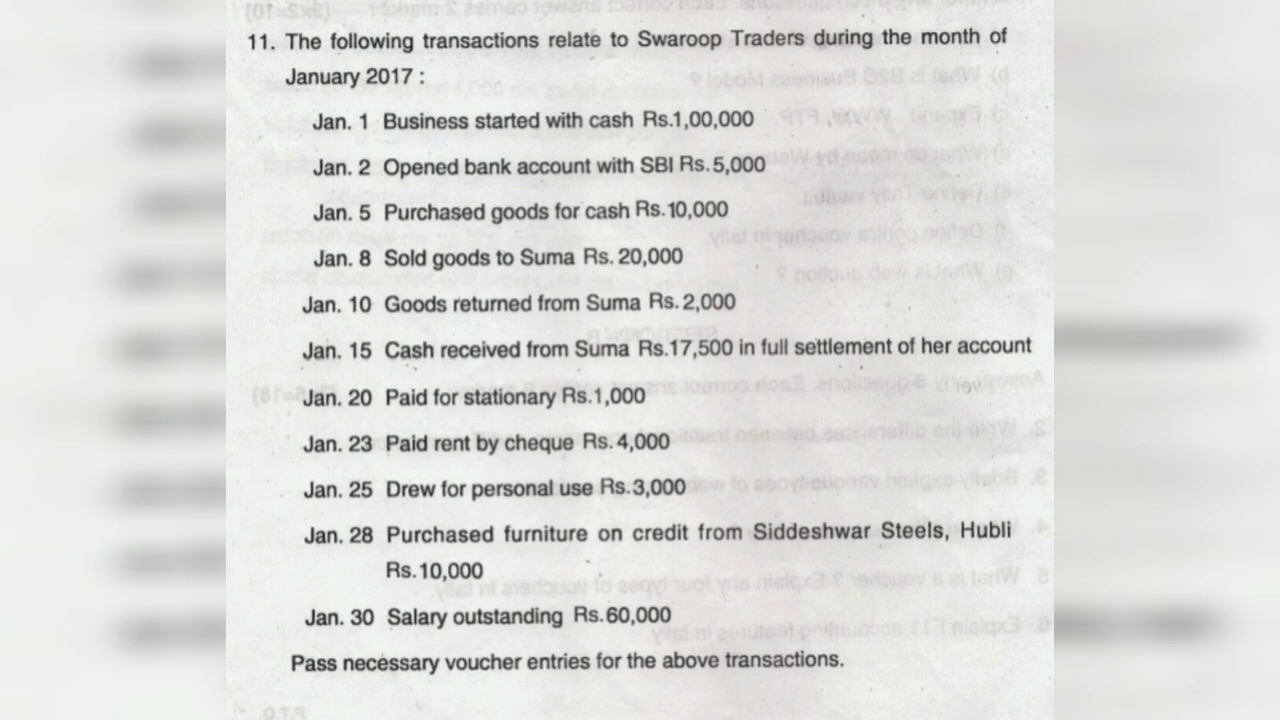 11. The following transactions relate to Swaroop Traders during the month of
January 2017 :
Jan. 1 Business started with cash Rs.1,00,000
Jan. 2 Opened bank account with SBI Rs.5,000
Jan. 5 Purchased goods for cash Rs.10,000
Jan. 8 Sold goods to Suma Rs. 20,000
Jan. 10 Goods returned from Suma Rs.2,000
Jan. 15 Cash received from Suma Rs.17,500 in full settlement of her account
Jan. 20 Paid for stationary Rs.1,000
Jan. 23 Paid rent by cheque Rs.4,000
Jan. 25 Drew for personal use Rs.3,000
Jan. 28 Purchased furniture on credit from Siddeshwar Steels, Hubli
Rs.10,000
Jan. 30 Salary outstanding Rs.60,000
Pass necessary voucher entries for the above transactions.